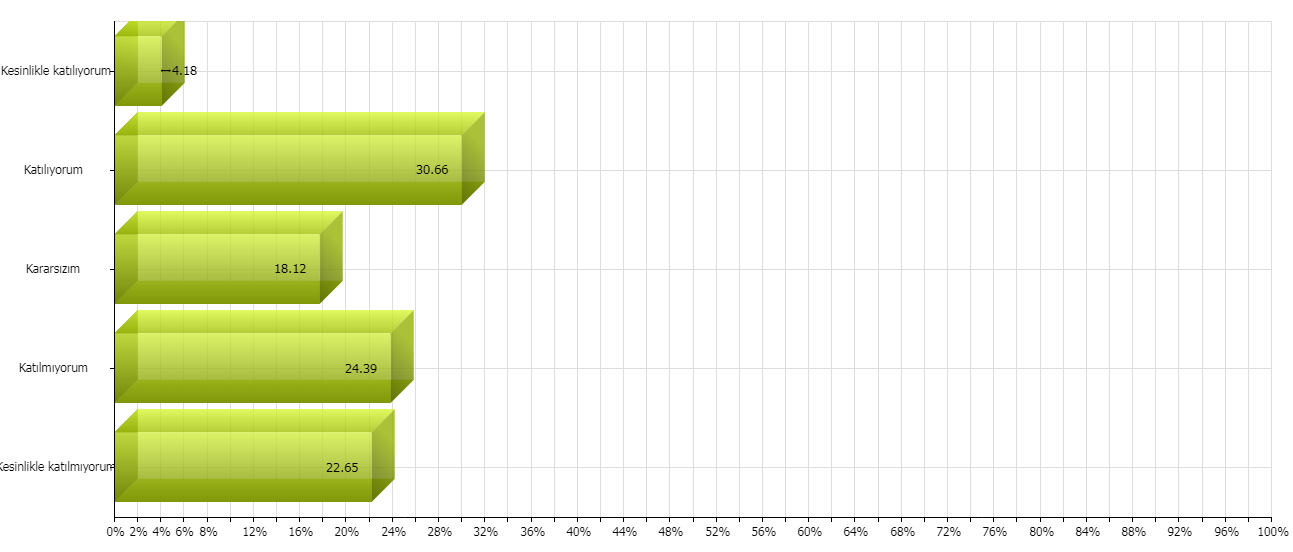 Kesinlikle katılıyorum
4.18
Katılıyorum
30.66
Kararsızım
18.12
Katılmıyorum
24.39
Kesinlikle katılmıyorum
22.65
0% 2% 4% 6% 8% 12% 16% 20% 24% 28% 32% 36% 40% 44% 48% 52% 56% 60% 64% 68% 72% 76% 80% 84% 88% 92% 96% 100%